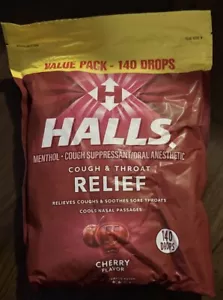 VALUE PACK - 140 DROPS
HALLS
MENTHOL - COUGH SUPPRESSANT/ORAL ANESTHETIC
COUGH & THROAT
RELIEF
RELIEVES COUGHS & SOOTHES SORE THROATS
COOLS NASAL PASSAGES
140
DROPS
CHERRY
FLAVOR